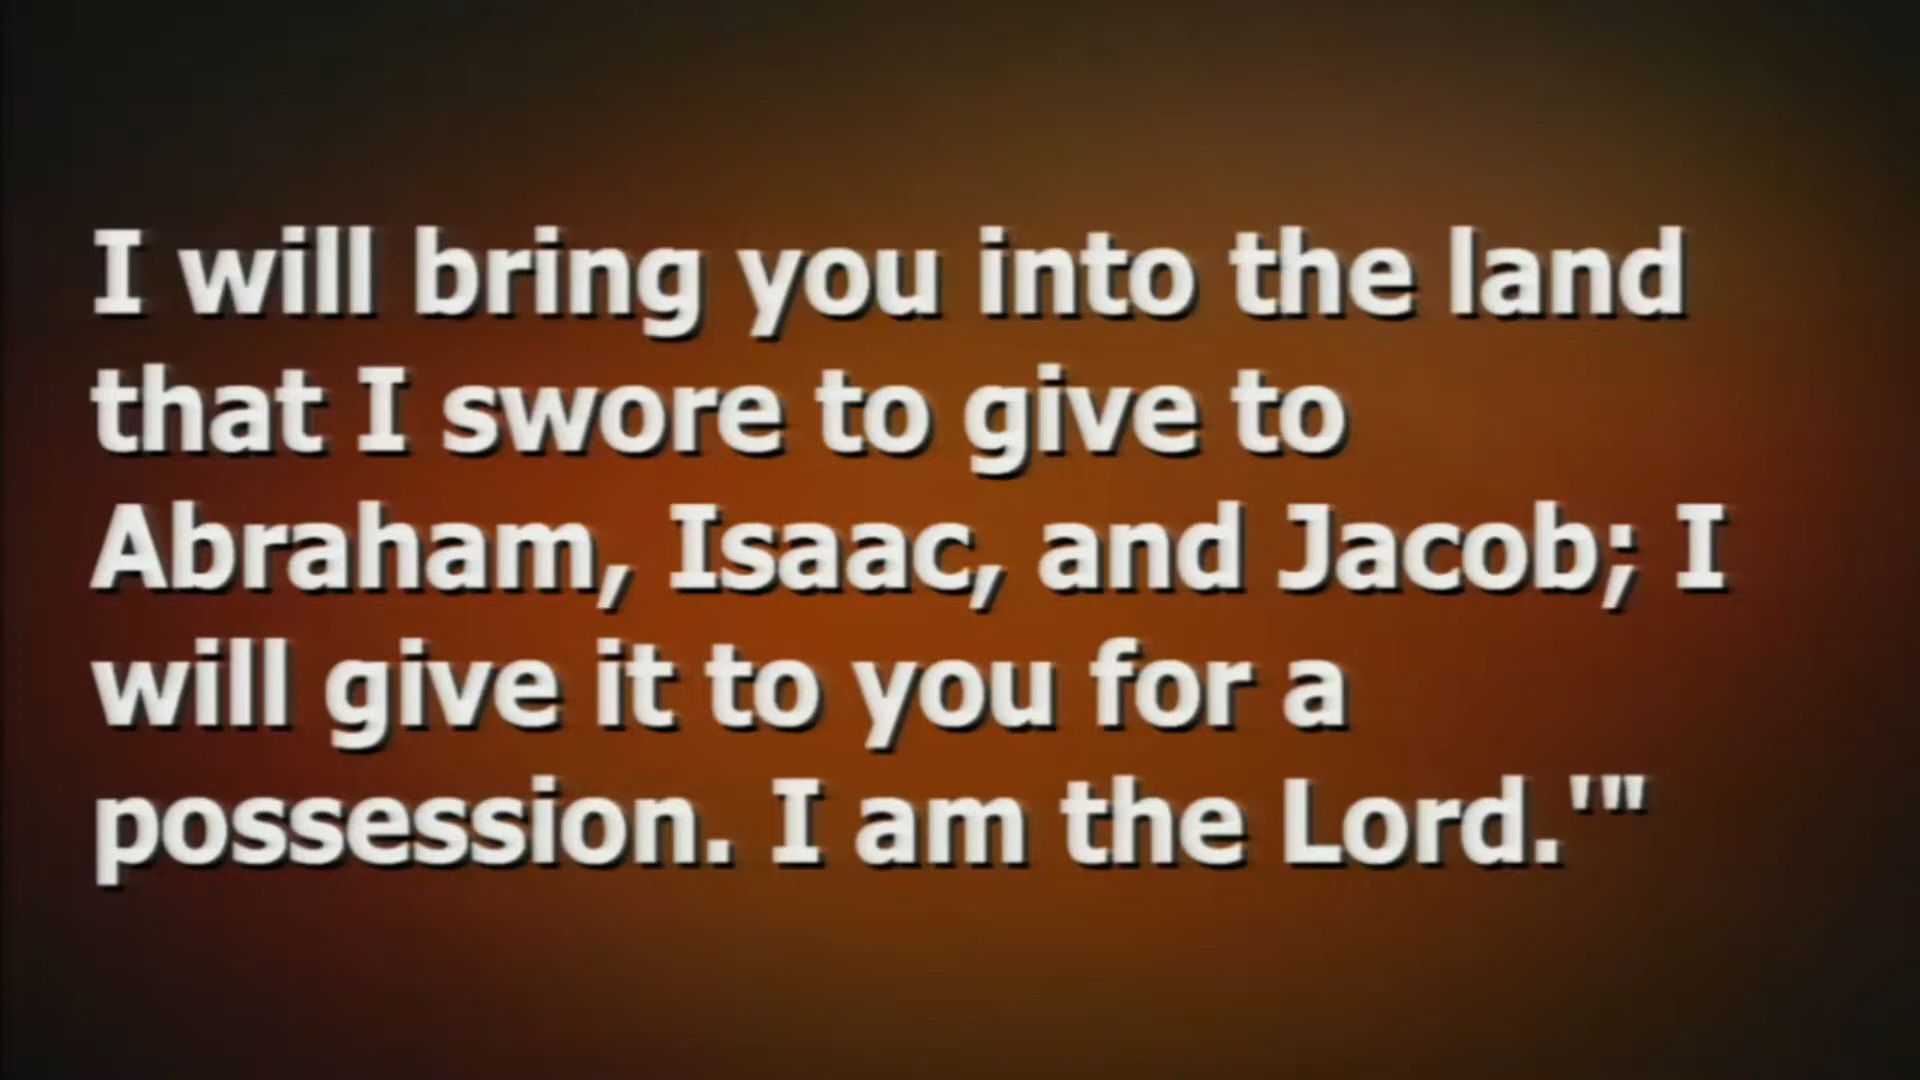 I will bring you into the land
that I swore to give to
Abraham, Isaac, and Jacob; I
will give it to you for a
possession. I am the Lord.'"